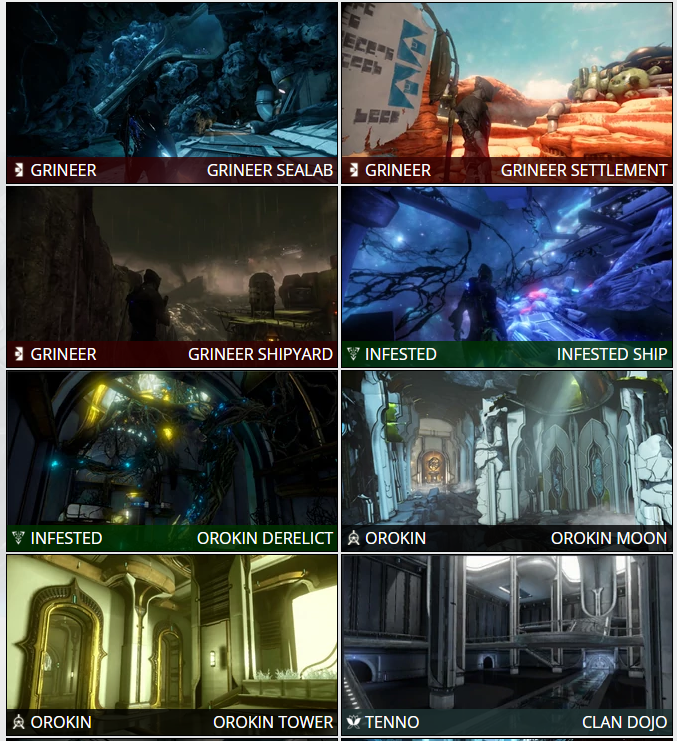 GRINEER GRINEER SEALAB
GRINEER GRINEER SETTLEMENT
GRINEER GRINEER SHIPYARD
INFESTED INFESTED SHIP
INFESTED OROKIN DERELICT
OROKIN OROKIN MOON
OROKIN OROKIN TOWER
TENNO CLAN DOJO